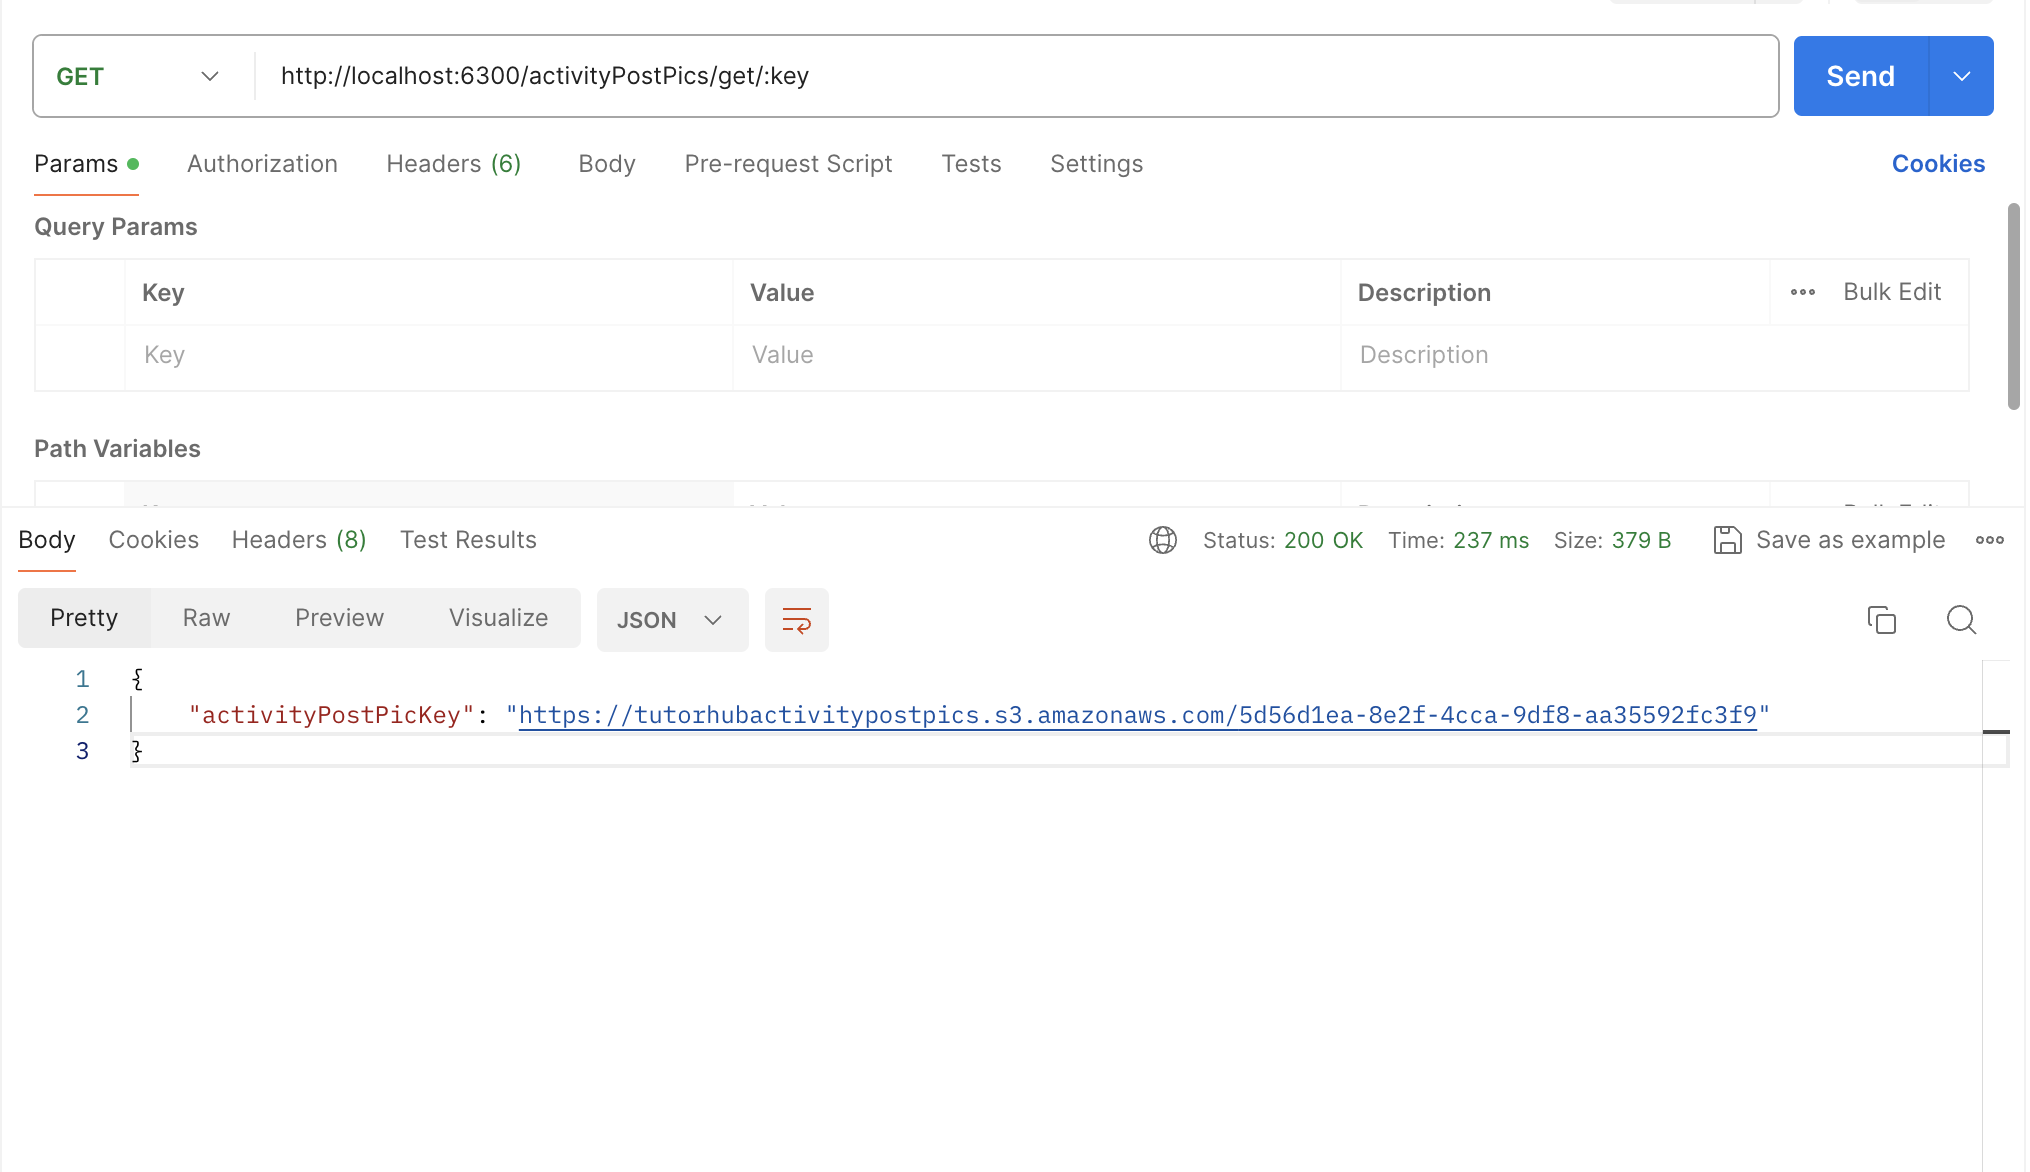 GET http://localhost:6300/activityPostPics/get/:key Send
Params Authorization Headers (6) Body Pre-request Script Tests Settings Cookies
Query Params
Key Value Description Bulk Edit
Key Value Description
Path Variables
Body Cookies Headers (8) Test Results Status: 200 OK Time: 237 ms Size: 379 B Save as example
Pretty Raw Preview Visualize JSON
1 {
2 "activityPostPicKey": "https://tutorhubactivitypostpics.s3.amazonaws.com/5d56d1ea-8e2f-4cca-9df8-aa35592fc3f9"
3 }